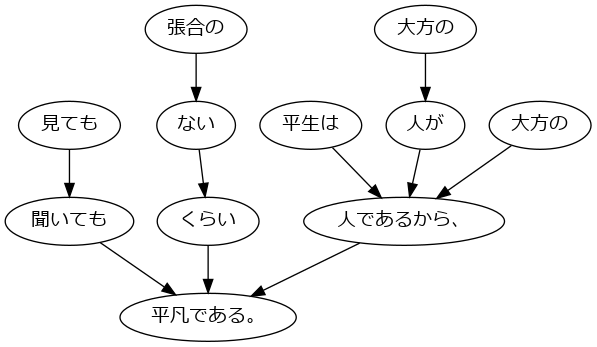 張合の
大方の
見ても
ない
平生は
人が
大方の
聞いても
くらい
人であるから、
平凡である。